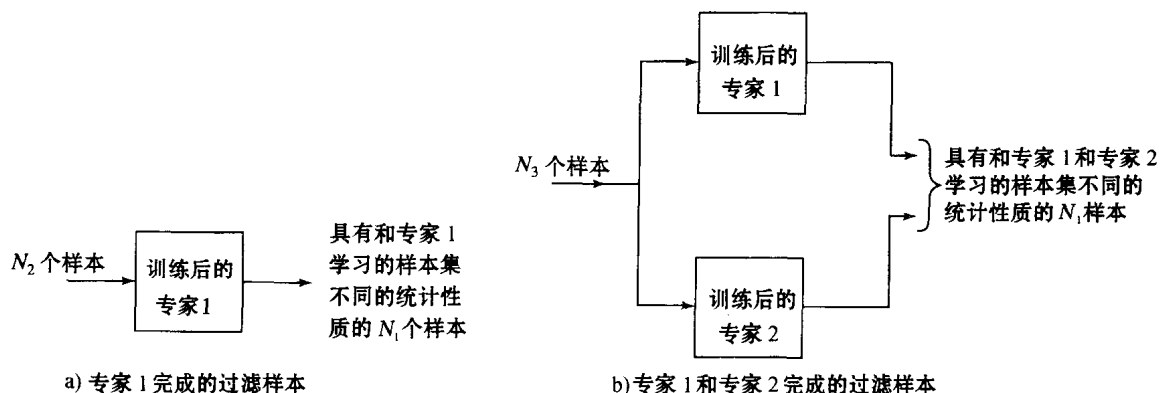 N₂ 个样本
训练后的
专家1
具有和专家 1
学习的样本集
不同的统计性
质的 N₁ 个样本
a) 专家 1 完成的过滤样本
N₃ 个样本
训练后的
专家 1
训练后的
专家 2
具有和专家 1 和专家 2
学习的样本集不同的
统计性质的 N₁ 样本
b) 专家 1 和专家 2 完成的过滤样本